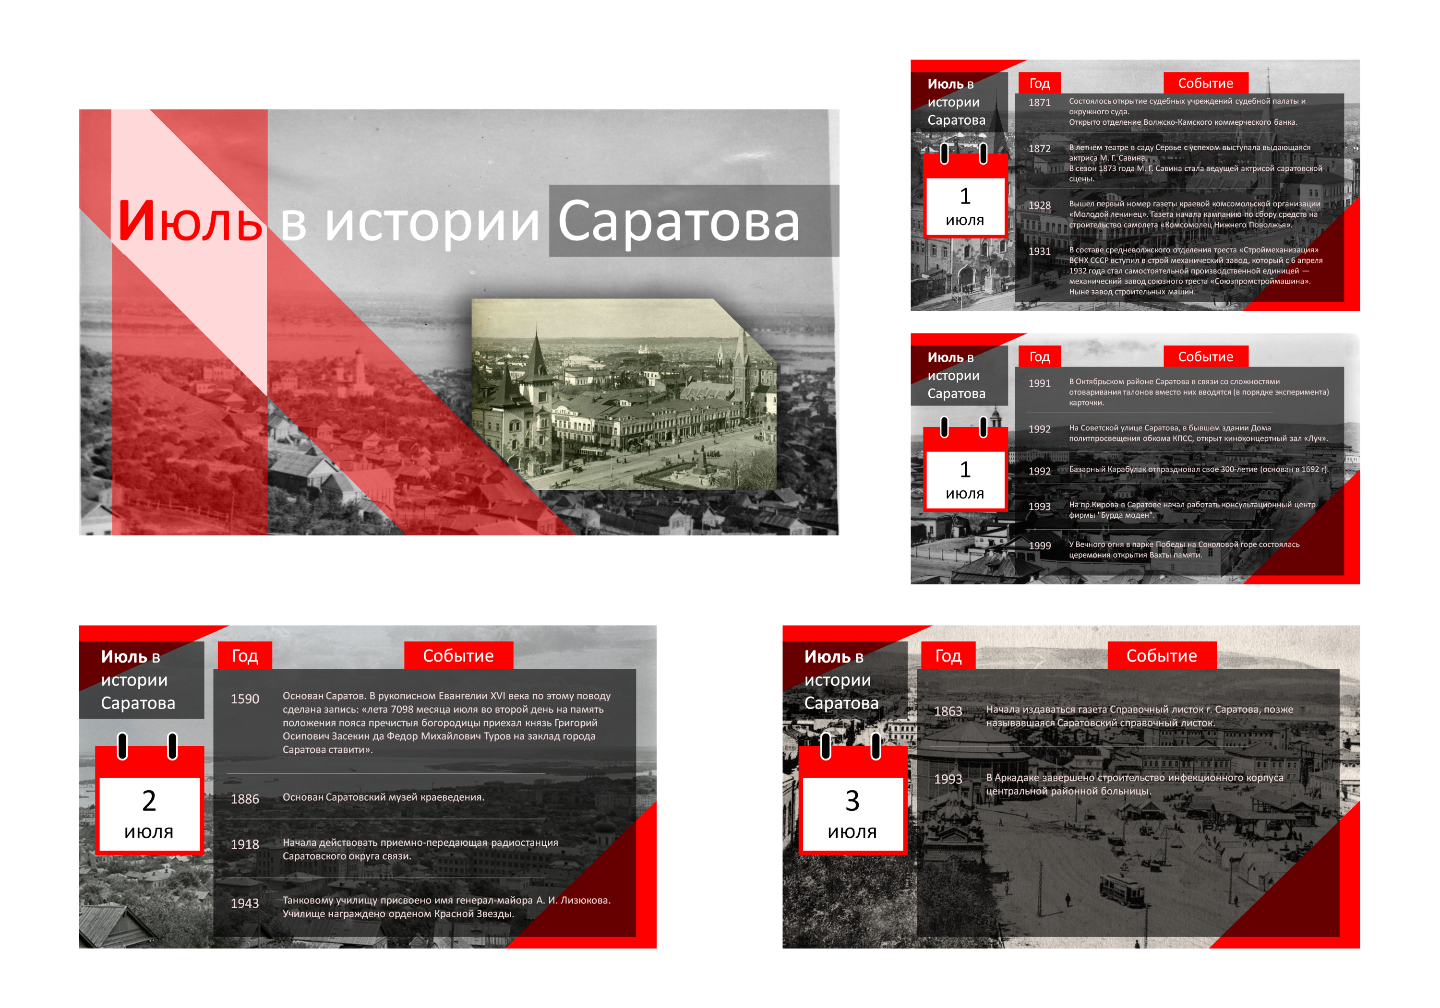 Июль в истории Саратова
Июль в
истории
Саратова
Год
Событие
1
июля
1871
Состоялось открытие судебных учреждений судебной палаты и
окружного суда.
Открыто отделение Волжско-Камского коммерческого банка.
1872
В летнем театре в саду Сервье с успехом выступала выдающаяся
актриса М. Г. Савина.
В сезон 1873 года М. Г. Савина стала ведущей актрисой саратовской
сцены.
1928
Вышел первый номер газеты краевой комсомольской организации
«Молодой ленинец». Газета начала кампанию по сбору средств на
строительство самолета «Комсомолец Нижнего Поволжья».
1931
В составе средневолжского отделения треста «Строймеханизация»
ВСНХ СССР вступил в строй механический завод, который с 6 апреля
1932 года стал самостоятельной производственной единицей —
механический завод союзного треста «Союзпромстроймашина».
Ныне завод строительных машин.
Июль в
истории
Саратова
Год
Событие
1
июля
1991
В Октябрьском районе Саратова в связи со сложностями
отоваривания талонов вместо них вводятся (в порядке эксперимента)
карточки.
1992
На Советской улице Саратова, в бывшем здании Дома
политпросвещения обкома КПСС, открыт киноконцертный зал «Луч».
1992
Базарный Карабулак отпраздновал свое 300-летие (основан в 1692 г).
1993
На пр.Кирова в Саратове начал работать консультационный центр
фирмы "Бурда моден".
1999
У Вечного огня в парке Победы на Соколовой горе состоялась
церемония открытия Вахты памяти.
Июль в
истории
Саратова
Год
Событие
2
июля
1590
Основан Саратов. В рукописном Евангелии XVI века по этому поводу
сделана запись: «лета 7098 месяца июля во второй день на память
положения пояса пречистыя богородицы приехал князь Григорий
Осипович Засекин да Федор Михайлович Туров на заклад города
Саратова ставити».
1886
Основан Саратовский музей краеведения.
1918
Начала действовать приемно-передающая радиостанция
Саратовского округа связи.
1943
Танковому училищу присвоено имя генерал-майора А. И. Лизюкова.
Училище награждено орденом Красной Звезды.
Июль в
истории
Саратова
Год
Событие
3
июля
1863
Начала издаваться газета Справочный листок г. Саратова, позже
называвшаяся Саратовский справочный листок.
1993
В Аркадаке завершено строительство инфекционного корпуса
центральной районной больницы.